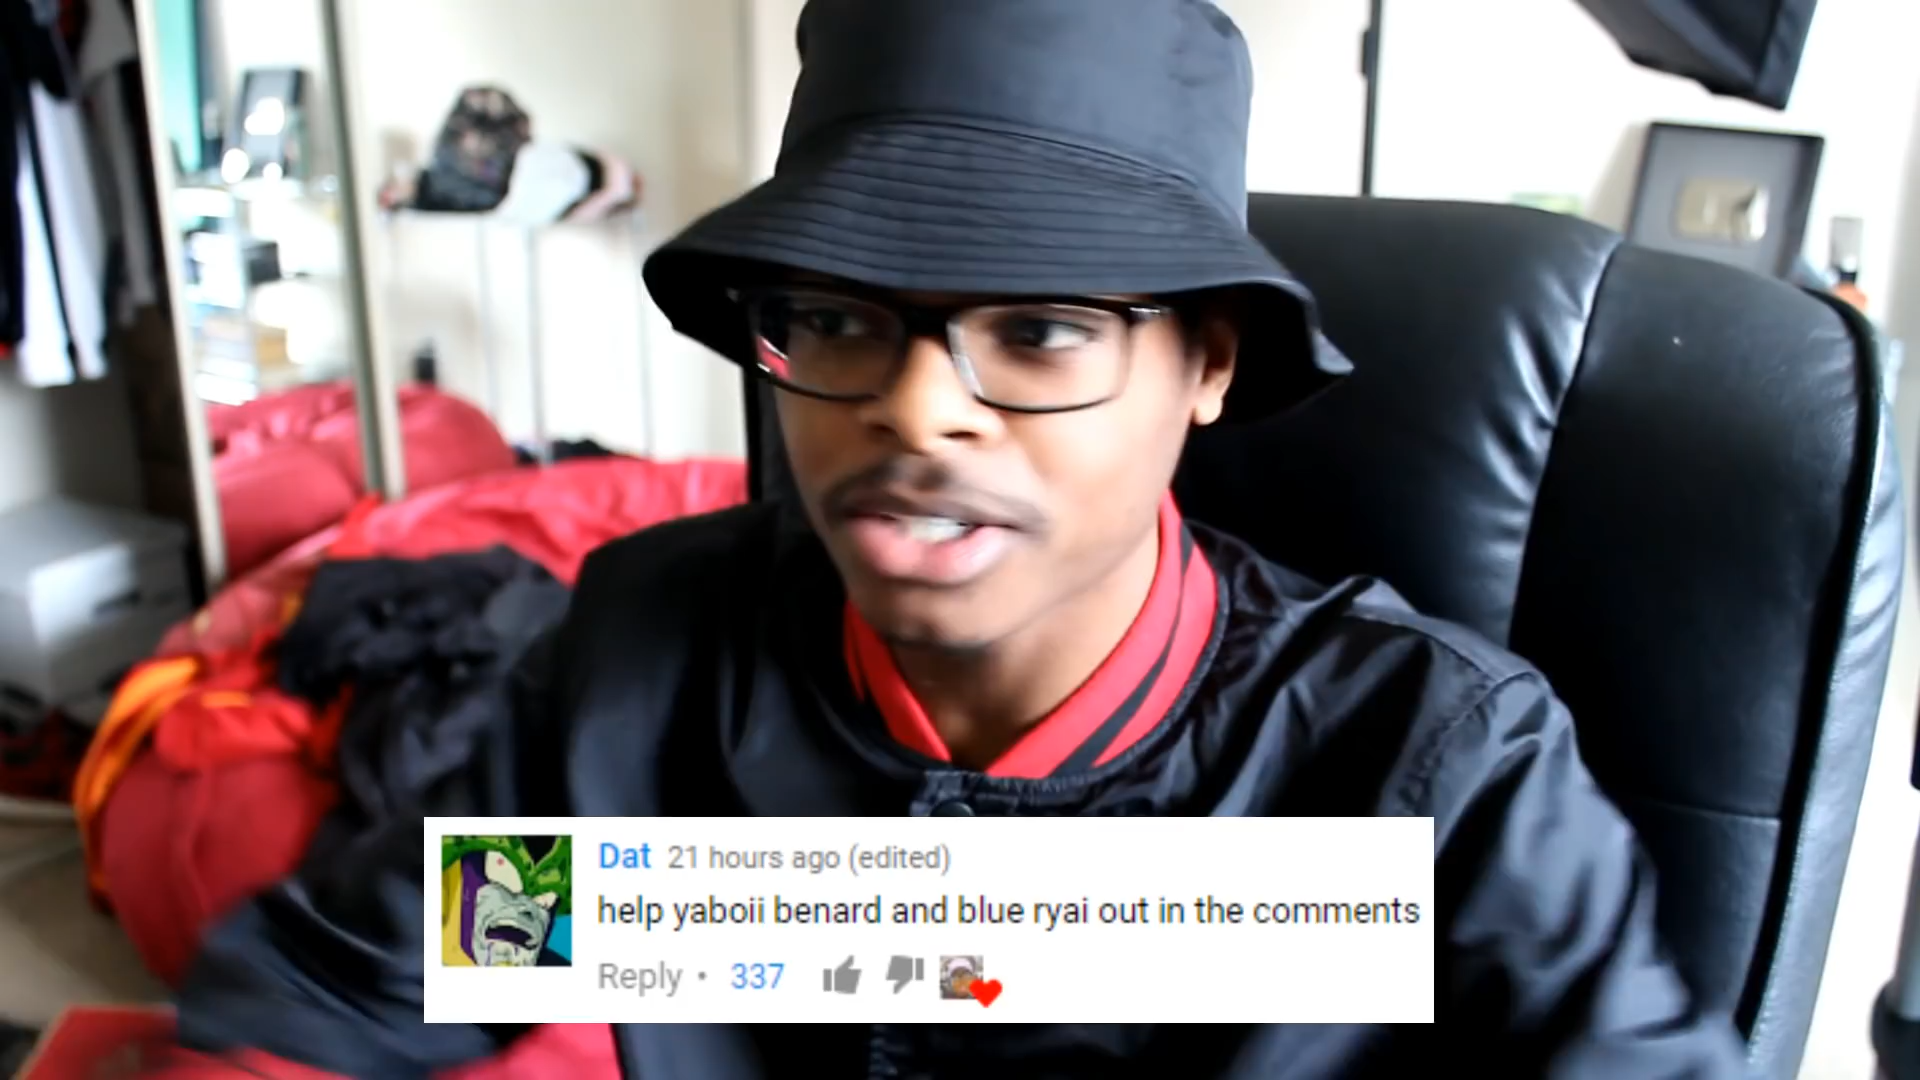 Dat 21 hours ago (edited)
help yaboii benard and blue ryai out in the comments
Reply • 337